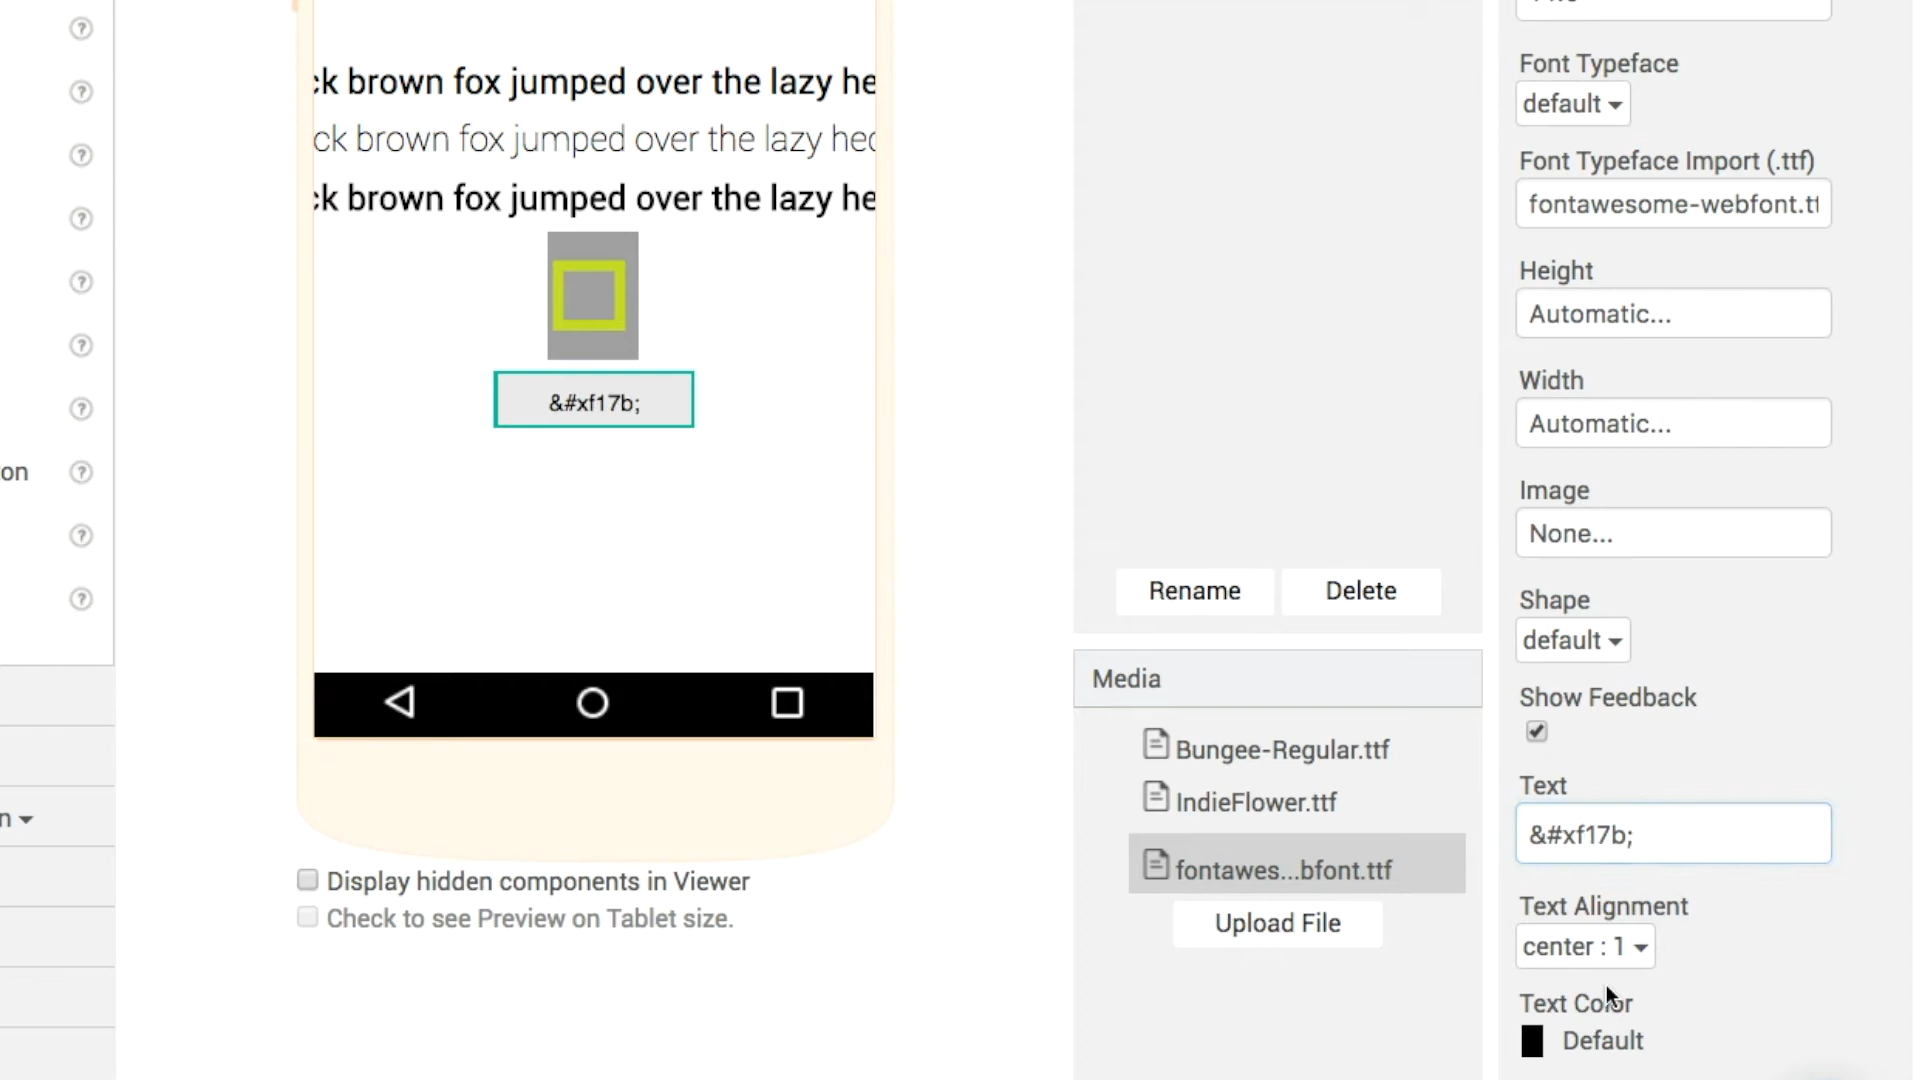 ?
?
?
?
?
?
?
on ?
?
?
n
ck brown fox jumped over the lazy he
ck brown fox jumped over the lazy hed
ck brown fox jumped over the lazy he
&#xf17b;
Display hidden components in Viewer
Check to see Preview on Tablet size.
Rename
Delete
Media
Bungee-Regular.ttf
IndieFlower.ttf
fontawes...bfont.ttf
Upload File
Font Typeface
default
Font Typeface Import (.ttf)
fontawesome-webfont.tt
Height
Automatic...
Width
Automatic...
Image
None...
Shape
default
Show Feedback
Text
&#xf17b;
Text Alignment
center : 1
Text Color
Default